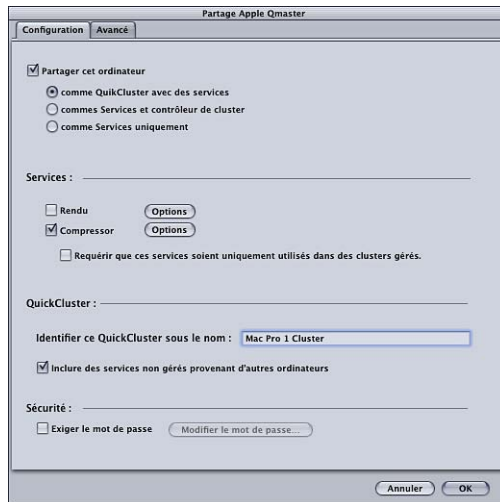 Partage Apple Qmaster
Configuration Avancé
Partager cet ordinateur
comme QuikCluster avec des services
commes Services et contrôleur de cluster
comme Services uniquement
Services :
Rendu Options
Compressor Options
Requérir que ces services soient uniquement utilisés dans des clusters gérés.
QuickCluster :
Identifier ce QuickCluster sous le nom : Mac Pro 1 Cluster
Inclure des services non gérés provenant d'autres ordinateurs
Sécurité :
Exiger le mot de passe Modifier le mot de passe...
Annuler OK